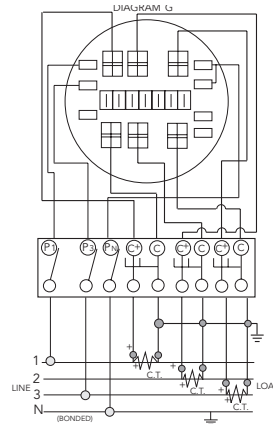 DIAGRAM G
P1 P3 PN C+ C C+ C C+ C
+
1
+ C.T.
+
2
LINE
+ C.T.
+
LOA
3
+ C.T.
N
(BONDED)